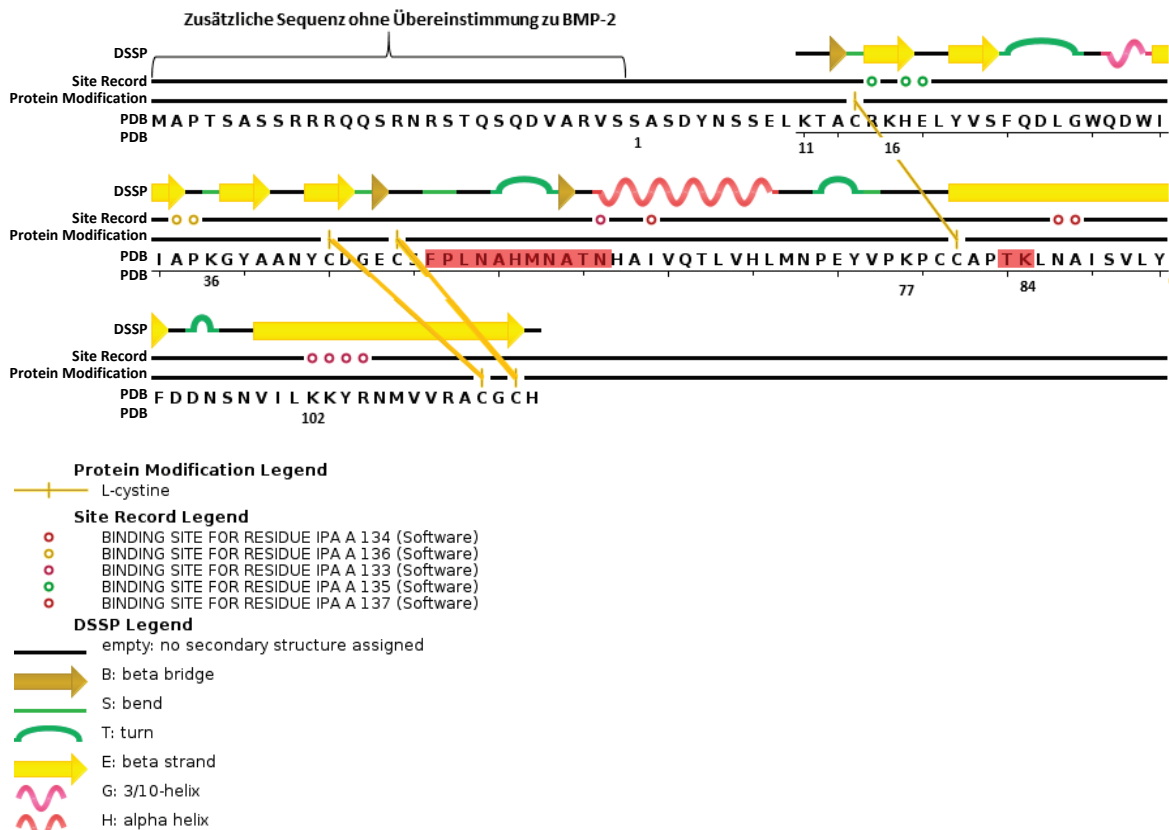 Zusätzliche Sequenz ohne Übereinstimmung zu BMP-2
DSSP
Site Record
Protein Modification
PDB M A P T S A S S R R R Q Q S R N R S T Q S Q D V A R V S S A S D Y N S S E L K T A C R K H E L Y V S F Q D L G W Q D W I
PDB
1 11 16
DSSP
Site Record
Protein Modification
PDB I A P K G Y A A N Y C D G E C S F P L N A H M N A T N H A I V Q T L V H L M N P E Y V P K P C C A P T K L N A I S V L Y
PDB
36 77 84
DSSP
Site Record
Protein Modification
PDB F D D N S N V I L K K Y R N M V V R A C G C H
PDB
102
Protein Modification Legend
L-cystine
Site Record Legend
BINDING SITE FOR RESIDUE IPA A 134 (Software)
BINDING SITE FOR RESIDUE IPA A 136 (Software)
BINDING SITE FOR RESIDUE IPA A 133 (Software)
BINDING SITE FOR RESIDUE IPA A 135 (Software)
BINDING SITE FOR RESIDUE IPA A 137 (Software)
DSSP Legend
empty: no secondary structure assigned
B: beta bridge
S: bend
T: turn
E: beta strand
G: 3/10-helix
H: alpha helix